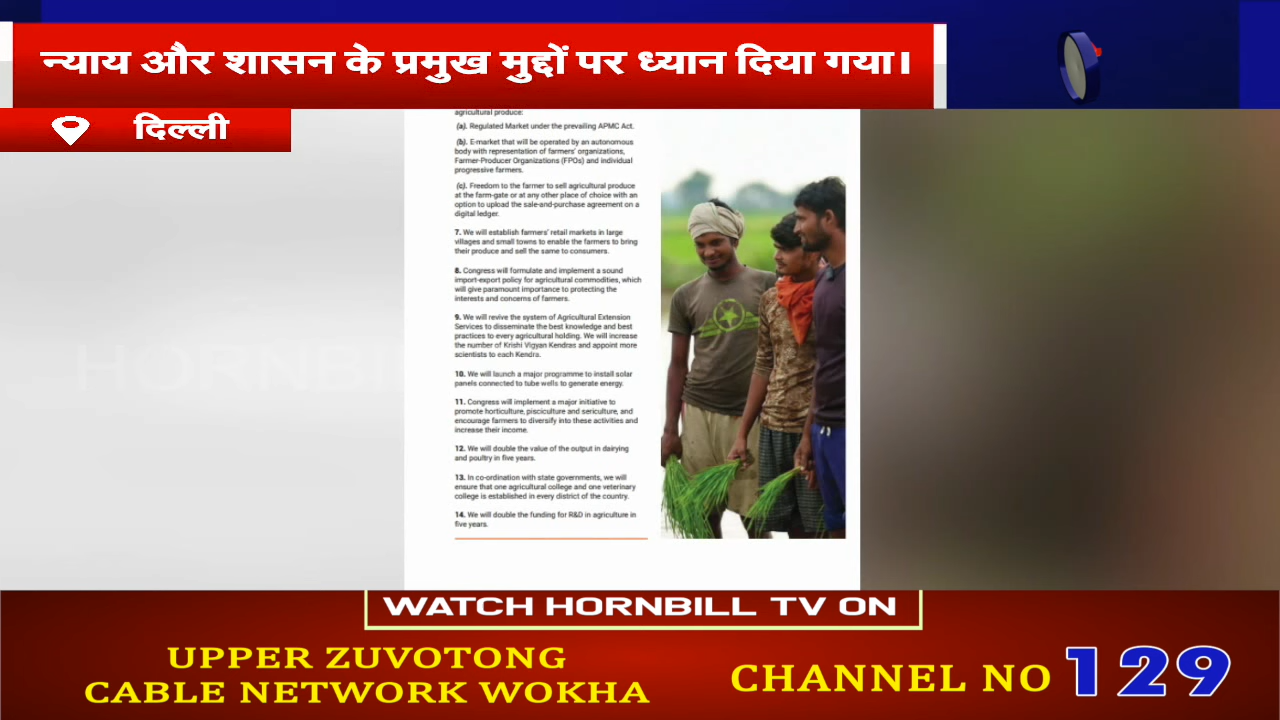 न्याय और शासन के प्रमुख मुद्दों पर ध्यान दिया गया।
दिल्ली
agricultural produce:
(a). Regulated Market under the prevailing APMC Act.
(b). E-market that will be operated by an autonomous
body with representation of farmers' organizations,
Farmer-Producer Organizations (FPOs) and individual
progressive farmers.
(c). Freedom to the farmer to sell agricultural produce
at the farm-gate or at any other place of choice with an
option to upload the sale-and-purchase agreement on a
digital ledger.
7. We will establish farmers' retail markets in large
villages and small towns to enable the farmers to bring
their produce and sell the same to consumers.
8. Congress will formulate and implement a sound
import-export policy for agricultural commodities, which
will give paramount importance to protecting the
interests and concerns of farmers.
9. We will revive the system of Agricultural Extension
Services to disseminate the best knowledge and best
practices to every agricultural holding. We will increase
the number of Krishi Vigyan Kendras and appoint more
scientists to each Kendra.
10. We will launch a major programme to install solar
panels connected to tube wells to generate energy.
11. Congress will implement a major initiative to
promote horticulture, pisciculture and sericulture, and
encourage farmers to diversify into these activities and
increase their income.
12. We will double the value of the output in dairying
and poultry in five years.
13. In co-ordination with state governments, we will
ensure that one agricultural college and one veterinary
college is established in every district of the country.
14. We will double the funding for R&D in agriculture in
five years.
WATCH HORNBILL TV ON
UPPER ZUVOTONG
CABLE NETWORK WOKHA
CHANNEL NO 129